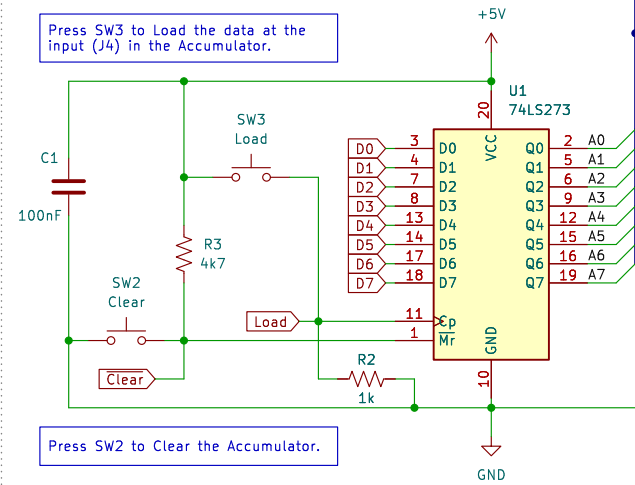 Press SW3 to Load the data at the
input (J4) in the Accumulator.
+5V
U1
74LS273
20
VCC
SW3
Load
C1
100nF
R3
4k7
SW2
Clear
D0 3 D0 Q0 2 A0
D1 4 D1 Q1 5 A1
D2 7 D2 Q2 6 A2
D3 8 D3 Q3 9 A3
D4 13 D4 Q4 12 A4
D5 14 D5 Q5 15 A5
D6 17 D6 Q6 16 A6
D7 18 D7 Q7 19 A7
Load 11 Cp
1 Mr
GND
10
Clear
R2
1k
Press SW2 to Clear the Accumulator.
GND